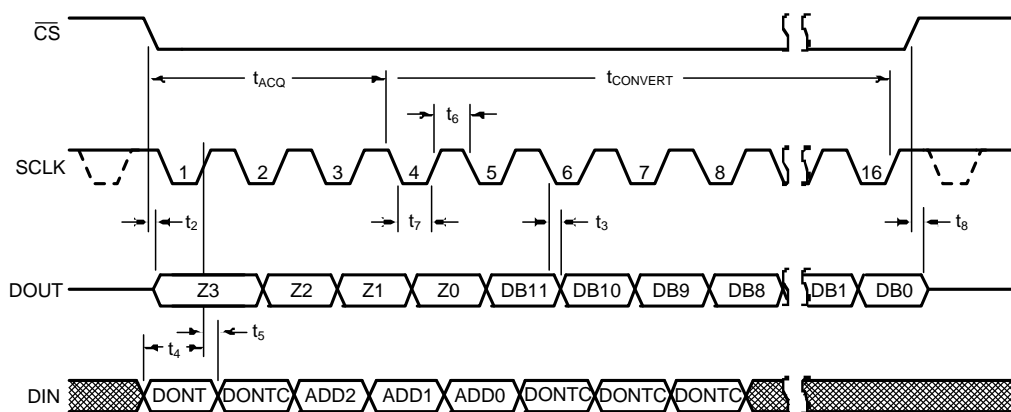 CS
tACQ
tCONVERT
t6
SCLK
1 2 3 4 5 6 7 8 16
t2
t7
t3
t8
DOUT
Z3 Z2 Z1 Z0 DB11 DB10 DB9 DB8 DB1 DB0
t4
t5
DIN
DONT DONTC ADD2 ADD1 ADD0 DONTC DONTC DONTC